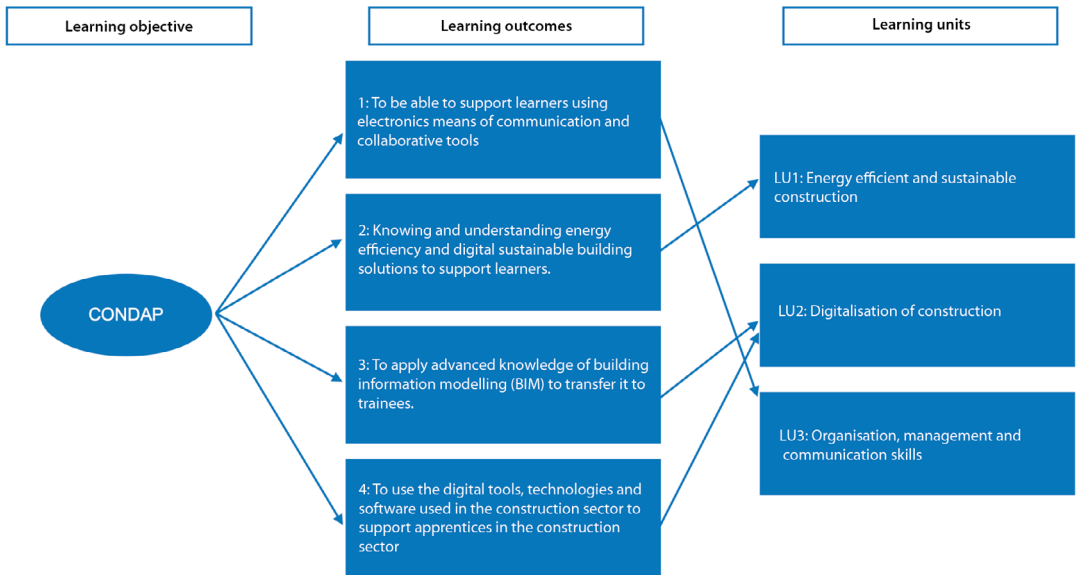 Learning objective
Learning outcomes
Learning units
CONDAP
1: To be able to support learners using
electronics means of communication and
collaborative tools
2: Knowing and understanding energy
efficiency and digital sustainable building
solutions to support learners.
3: To apply advanced knowledge of building
information modelling (BIM) to transfer it to
trainees.
4: To use the digital tools, technologies and
software used in the construction sector to
support apprentices in the construction
sector
LU1: Energy efficient and sustainable
construction
LU2: Digitalisation of construction
LU3: Organisation, management and
communication skills